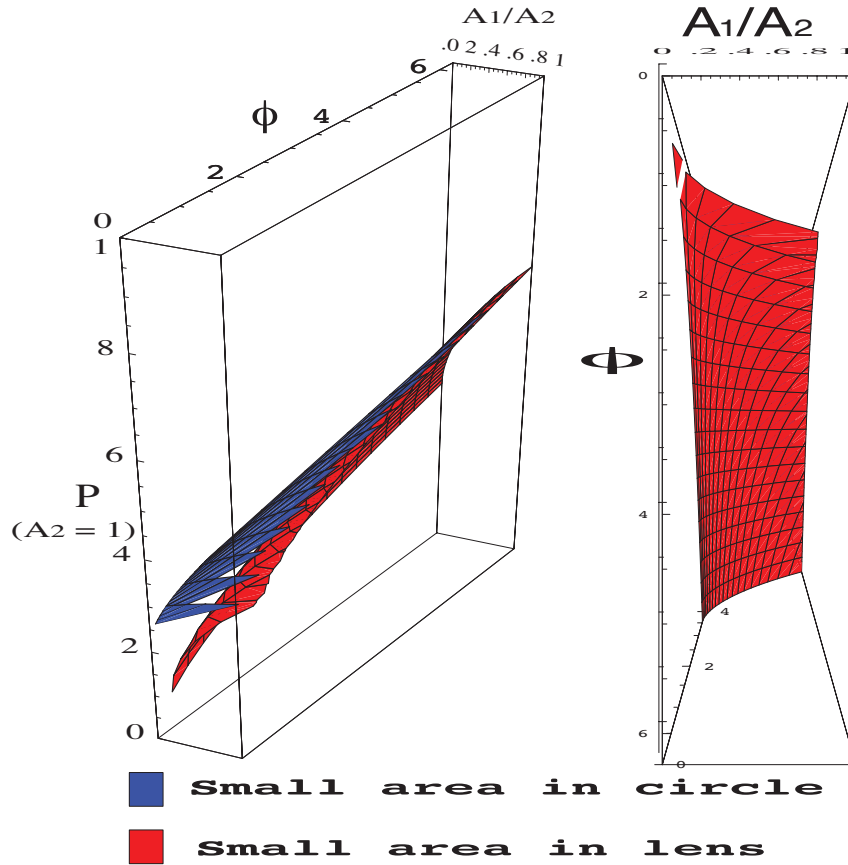 A1/A2
.0 2 .4 .6 .8 1
6
4
ϕ
2
0
1
8
6
P
(A2 = 1)
4
2
0
A1/A2
0 .2 .4 .6 .8 1
0
2
Φ
4
4
2
6
0
Small area in circle
Small area in lens